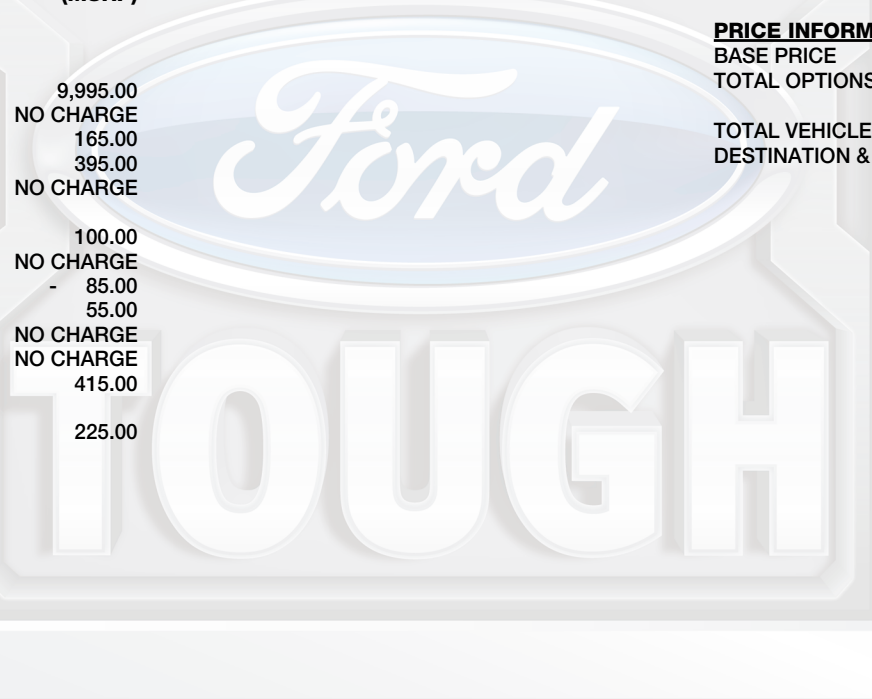 9,995.00
NO CHARGE
165.00
395.00
NO CHARGE
100.00
NO CHARGE
- 85.00
55.00
NO CHARGE
NO CHARGE
415.00
225.00
PRICE INFORM
BASE PRICE
TOTAL OPTIONS
TOTAL VEHICLE
DESTINATION &
Ford
TOUGH